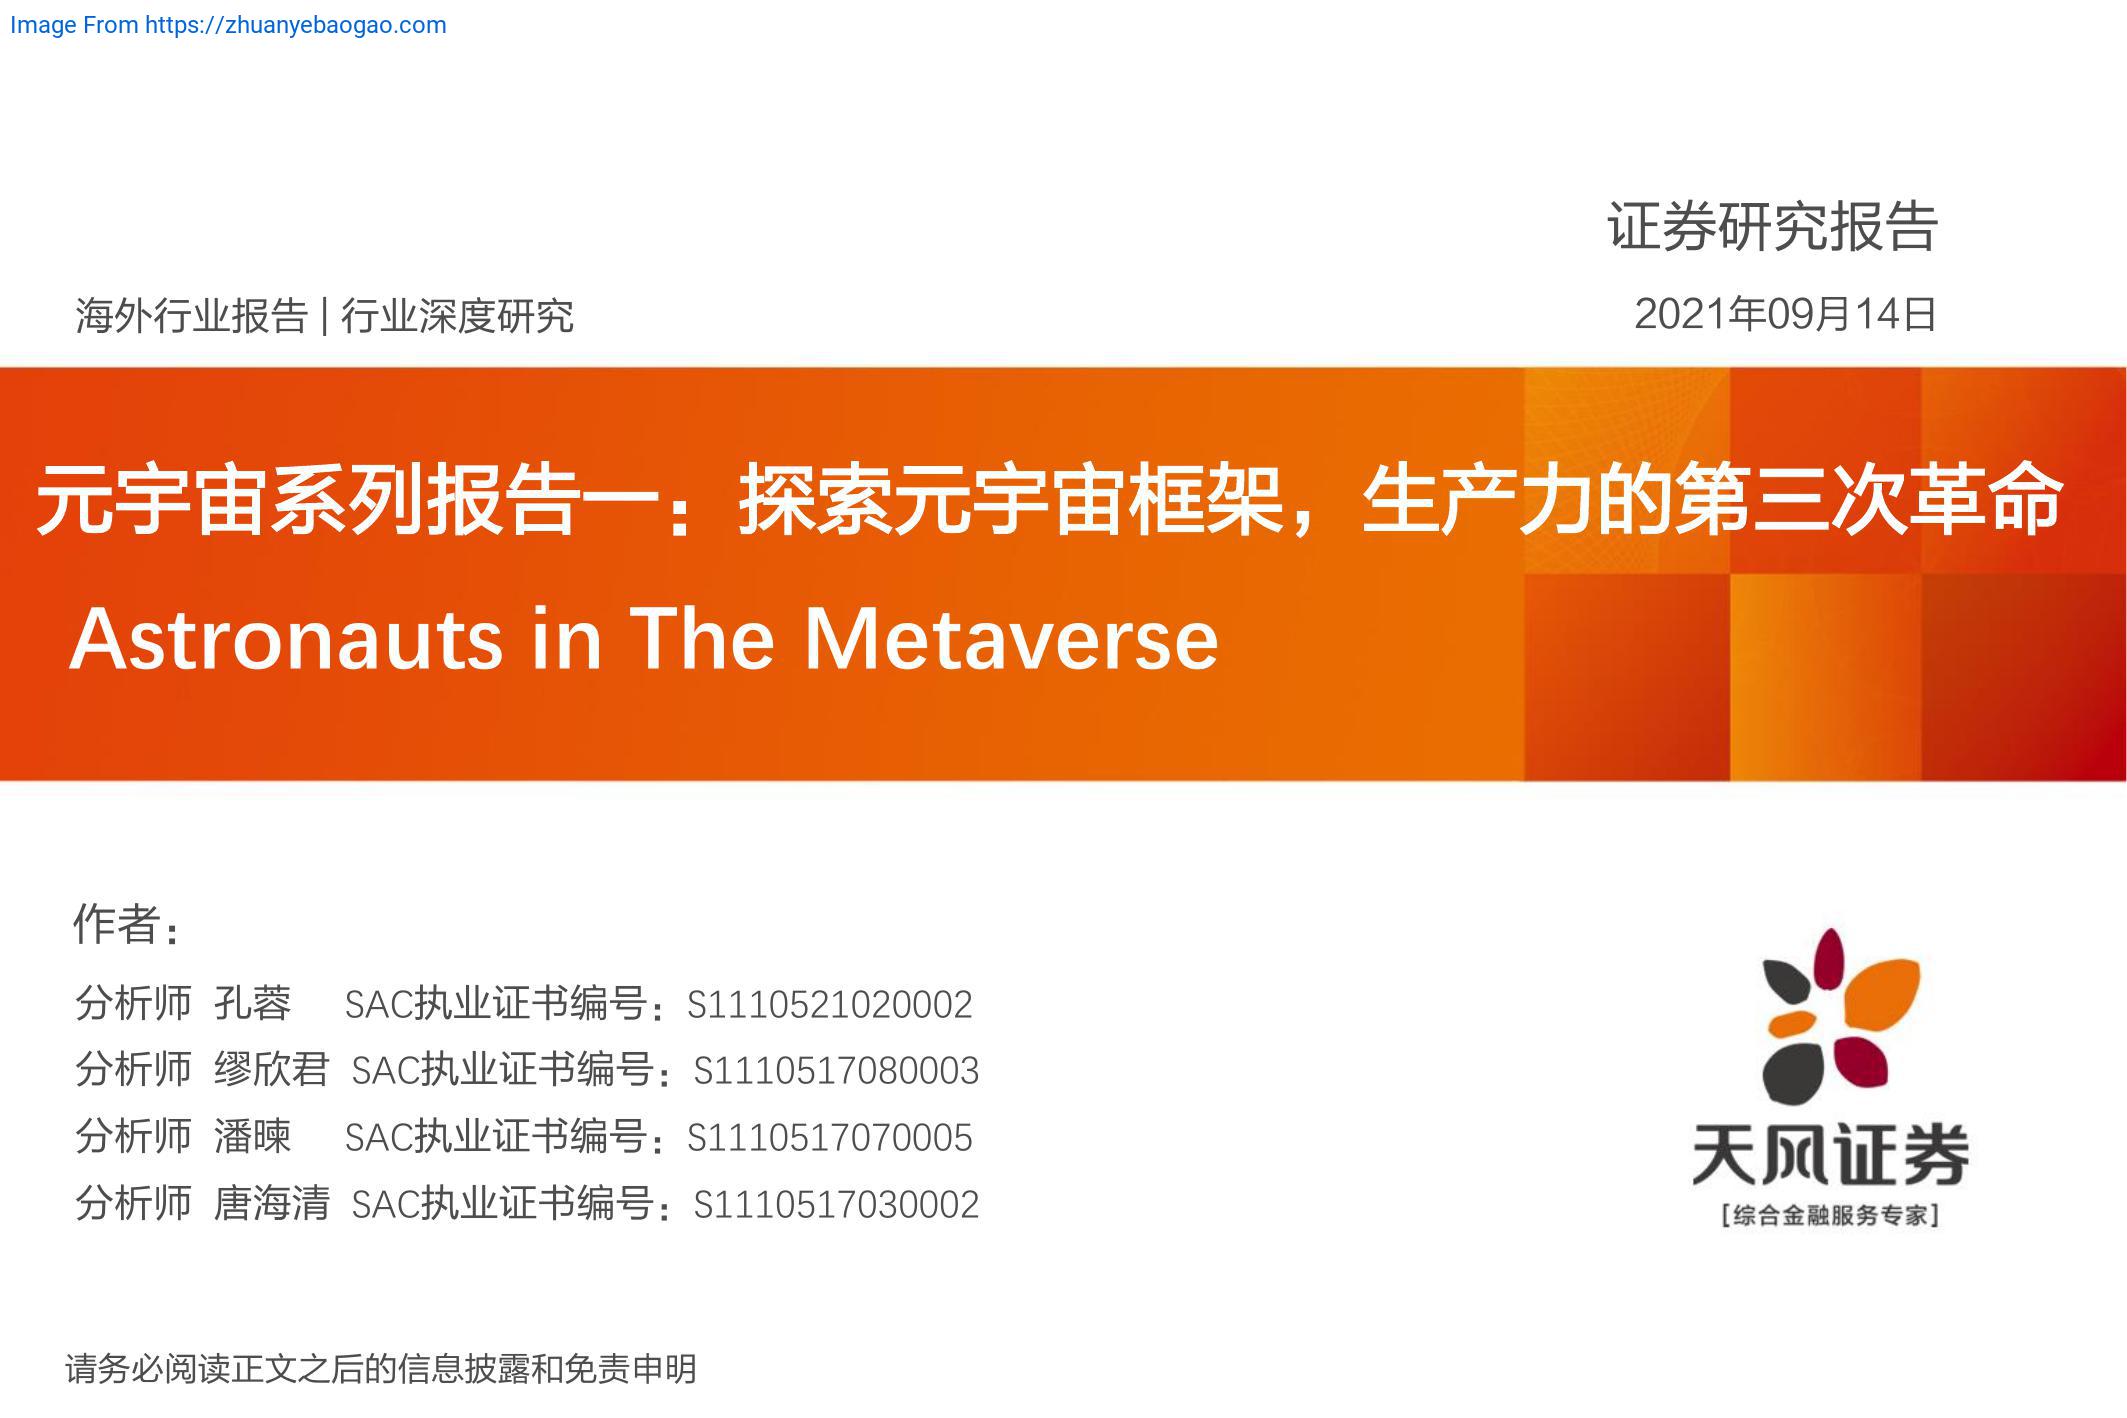 Image From https://zhuanyebaogao.com
证券研究报告
海外行业报告 | 行业深度研究
2021年09月14日
元宇宙系列报告一：探索元宇宙框架，生产力的第三次革命
Astronauts in The Metaverse
作者：
分析师 孔蓉 SAC执业证书编号：S1110521020002
分析师 缪欣君 SAC执业证书编号：S1110517080003
分析师 潘暕 SAC执业证书编号：S1110517070005
分析师 唐海清 SAC执业证书编号：S1110517030002
天风证券
[综合金融服务专家]
请务必阅读正文之后的信息披露和免责申明